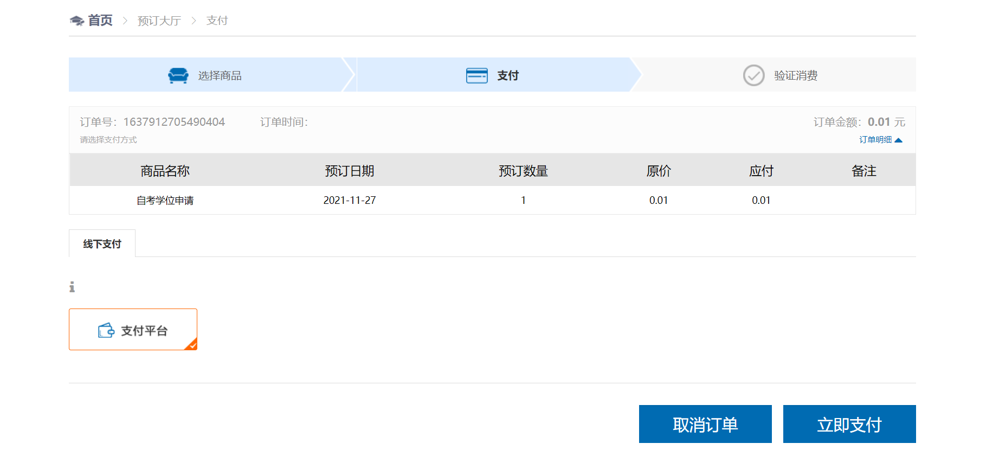 首页 > 预订大厅 > 支付
选择商品 支付 验证消费
订单号：1637912705490404 订单时间： 订单金额：0.01 元
请选择支付方式 订单明细
商品名称 预订日期 预订数量 原价 应付 备注
自考学位申请 2021-11-27 1 0.01 0.01
线下支付
支付平台
取消订单 立即支付